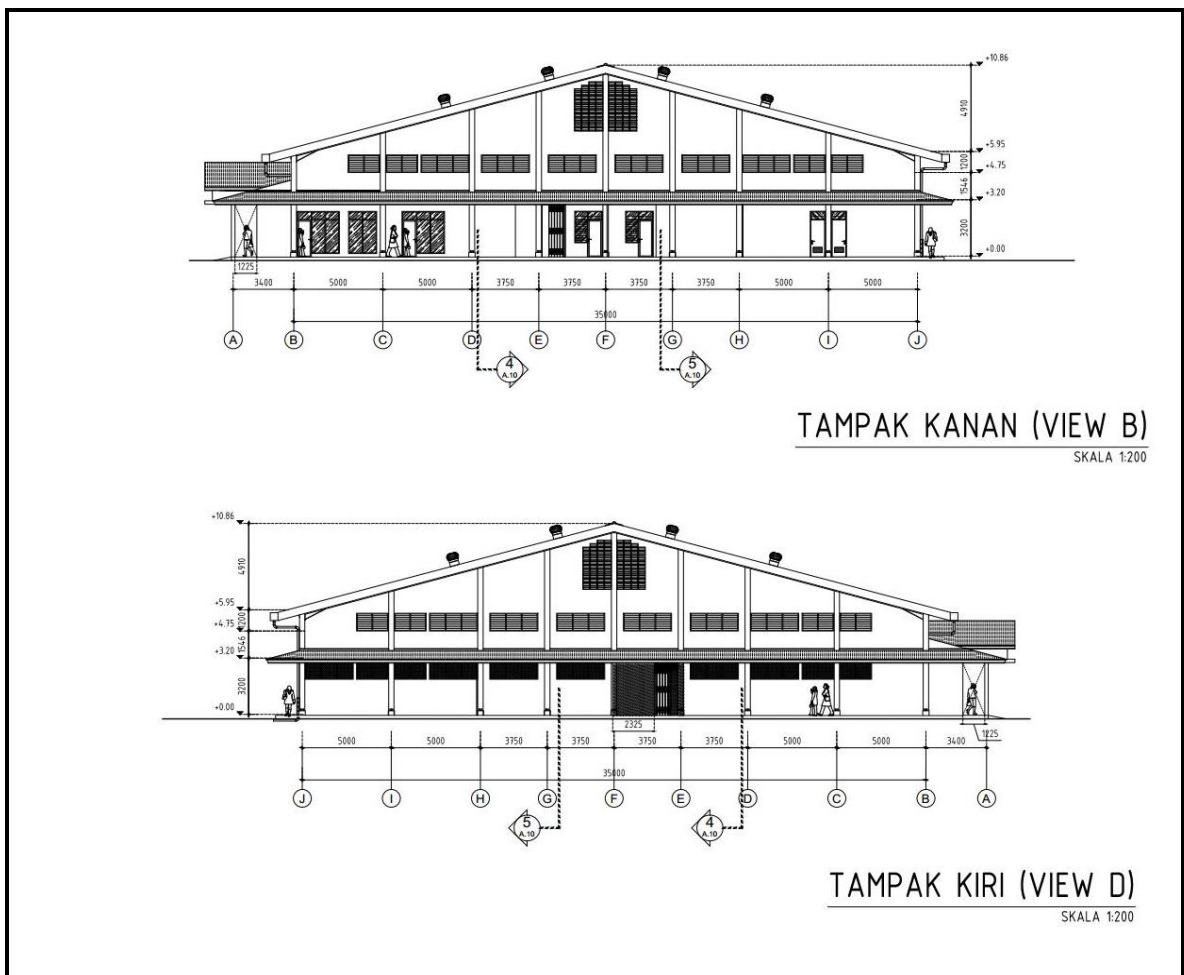 +10.86
4910
+5.95
1200
+4.75
1546
+3.20
3200
+0.00
1225
3400 5000 5000 3750 3750 3750 3750 5000 5000
35000
A B C D E F G H I J
4 A.10
5 A.10
TAMPAK KANAN (VIEW B)
SKALA 1:200
+10.86
4910
+5.95
1200
+4.75
1546
+3.20
3200
+0.00
2325
1225
5000 5000 3750 3750 3750 3750 5000 5000 3400
35000
J I H G F E D C B A
5 A.10
4 A.10
TAMPAK KIRI (VIEW D)
SKALA 1:200